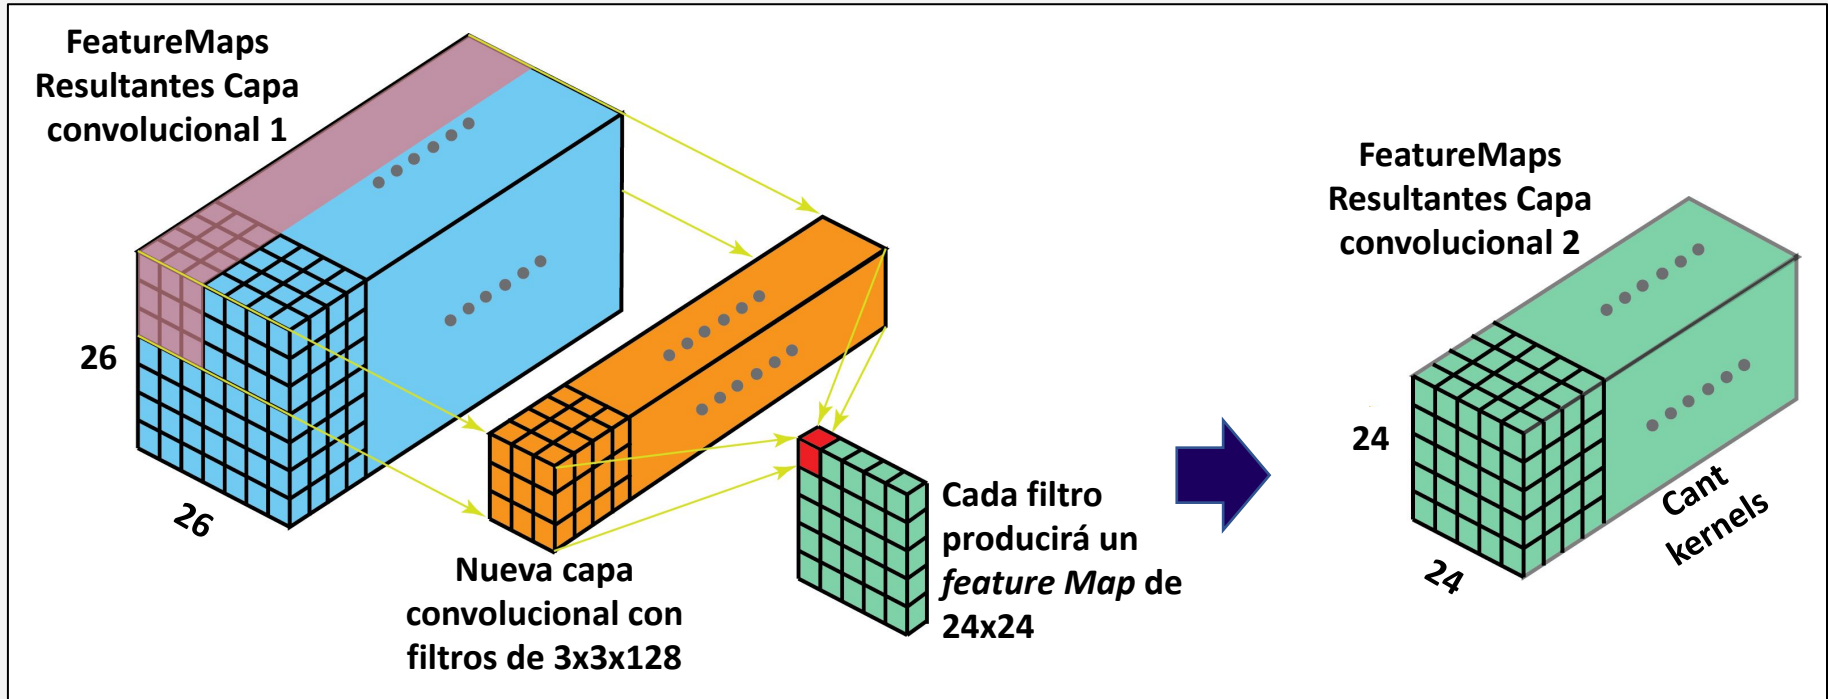 FeatureMaps
Resultantes Capa
convolucional 1
26
26
Nueva capa
convolucional con
filtros de 3x3x128
Cada filtro
producirá un
feature Map de
24x24
FeatureMaps
Resultantes Capa
convolucional 2
24
24
Cant
kernels